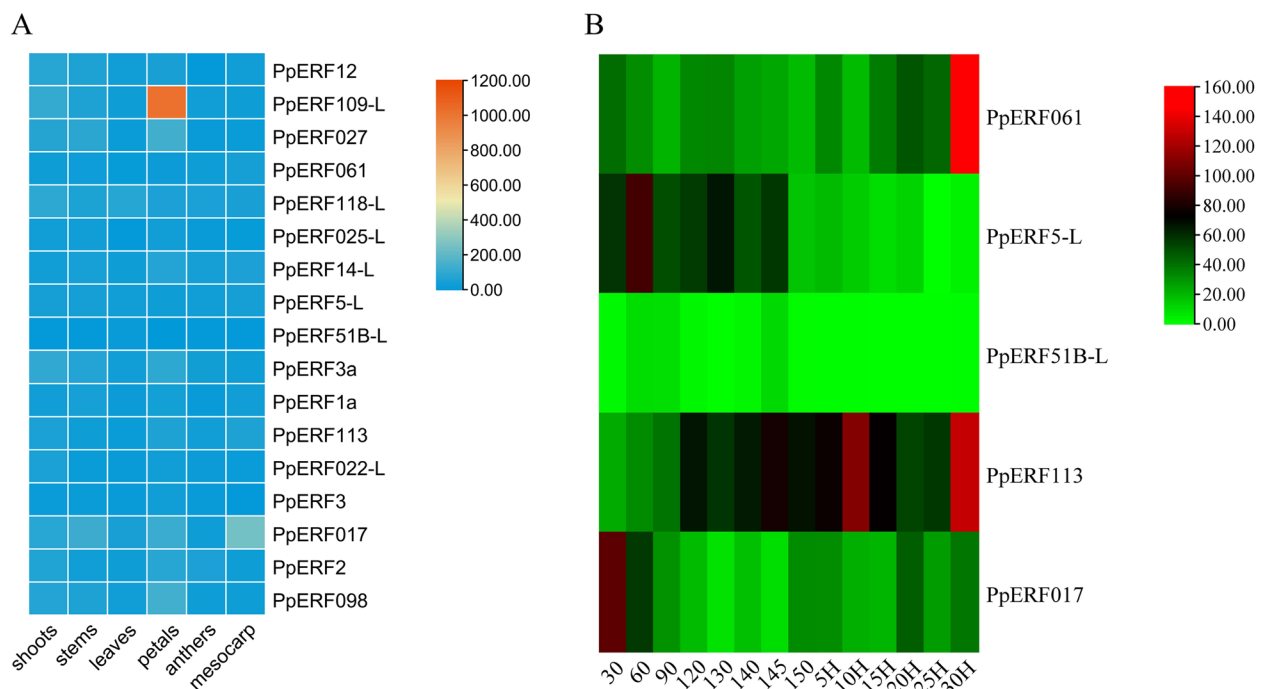 A
PpERF12
PpERF109-L
PpERF027
PpERF061
PpERF118-L
PpERF025-L
PpERF14-L
PpERF5-L
PpERF51B-L
PpERF3a
PpERF1a
PpERF113
PpERF022-L
PpERF3
PpERF017
PpERF2
PpERF098
shoots
stems
leaves
petals
anthers
mesocarp
1200.00
1000.00
800.00
600.00
400.00
200.00
0.00
B
PpERF061
PpERF5-L
PpERF51B-L
PpERF113
PpERF017
30
60
90
120
130
140
145
150
5H
10H
15H
20H
25H
30H
160.00
140.00
120.00
100.00
80.00
60.00
40.00
20.00
0.00